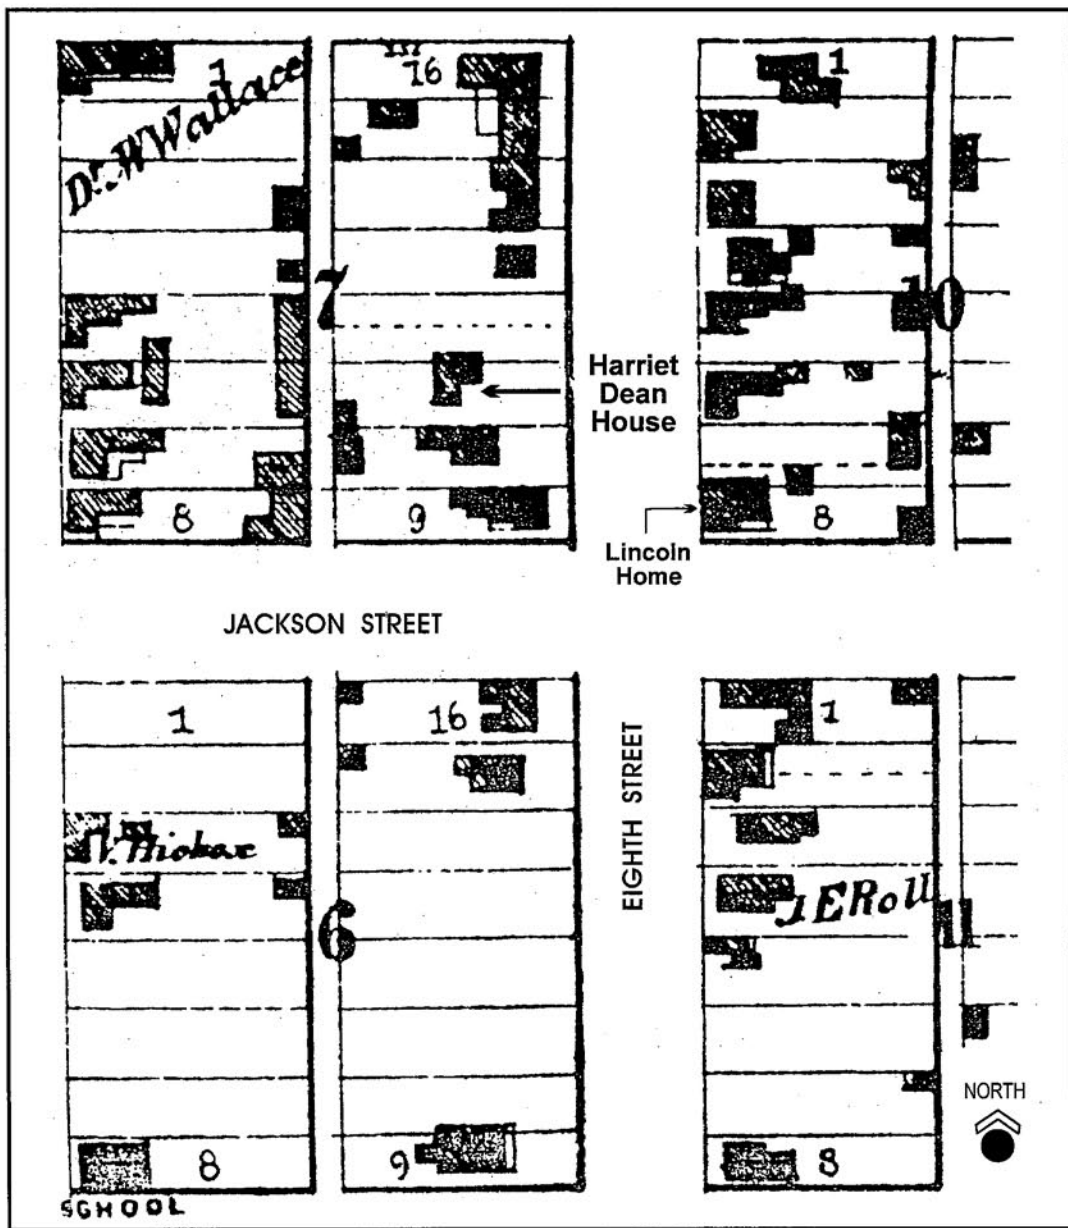 1
16
1
Dr. W Wallace
7
10
Harriet
Dean
House
8
9
8
Lincoln
Home
JACKSON STREET
1
16
1
EIGHTH STREET
J E Roll
6
11
NORTH
8
9
8
SCHOOL